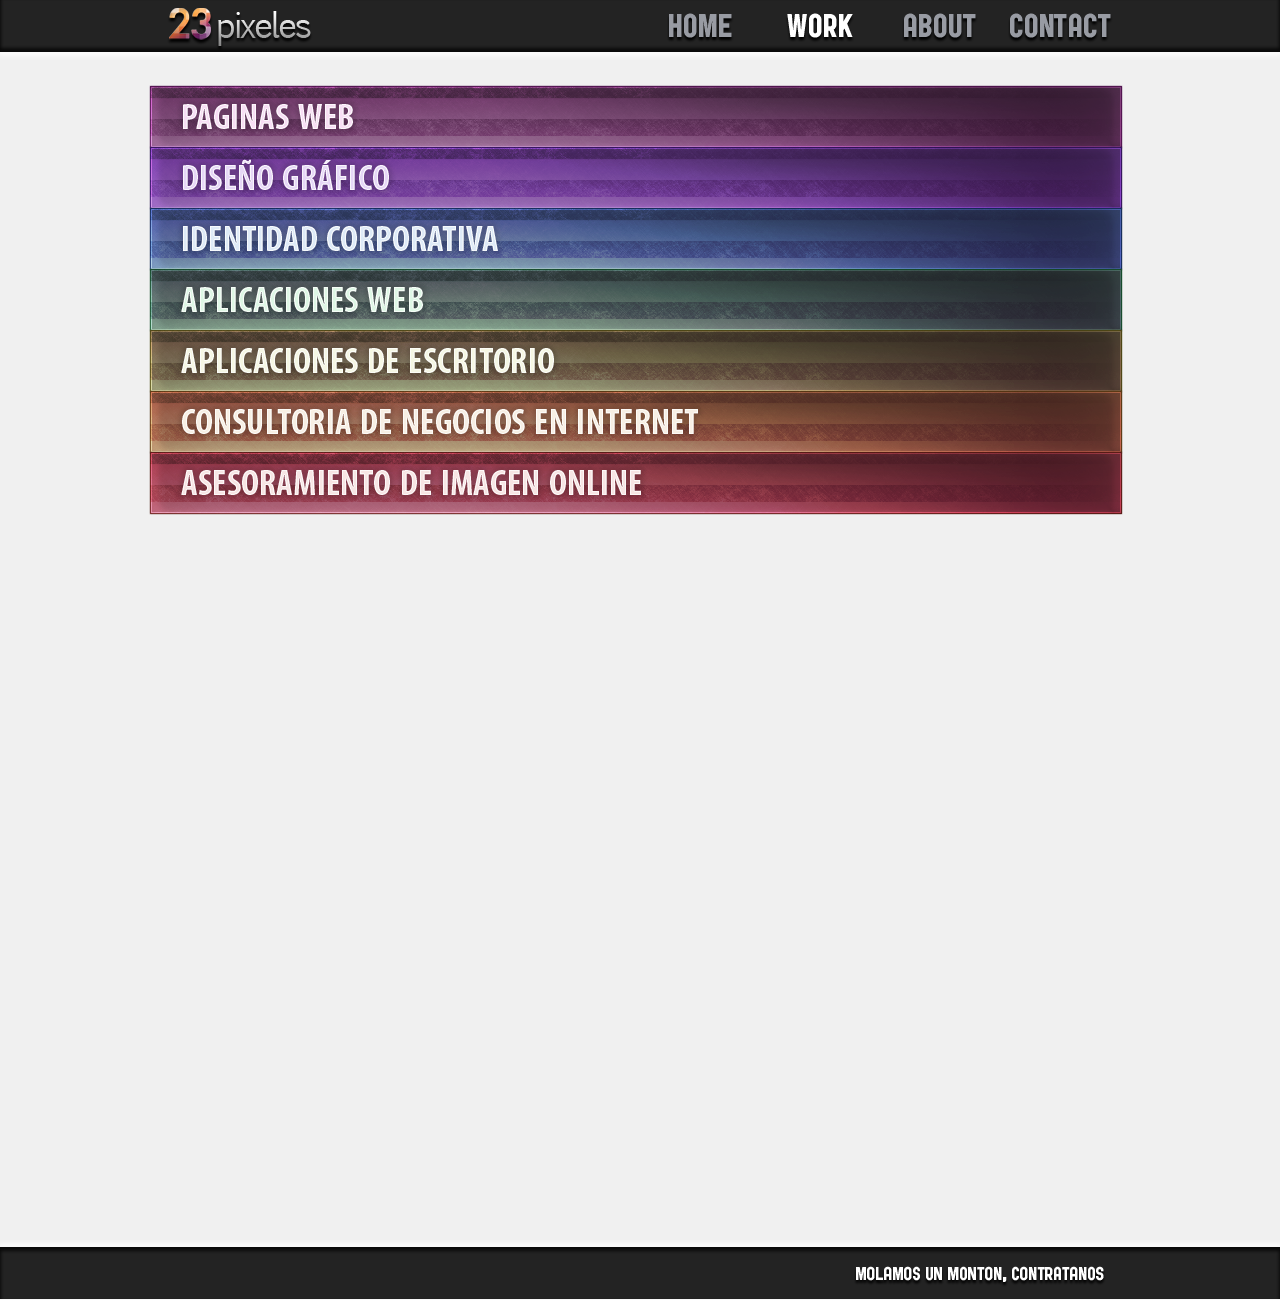 23 pixeles
HOME WORK ABOUT CONTACT
PAGINAS WEB
DISEÑO GRÁFICO
IDENTIDAD CORPORATIVA
APLICACIONES WEB
APLICACIONES DE ESCRITORIO
CONSULTORIA DE NEGOCIOS EN INTERNET
ASESORAMIENTO DE IMAGEN ONLINE
MOLAMOS UN MONTON, CONTRATANOS